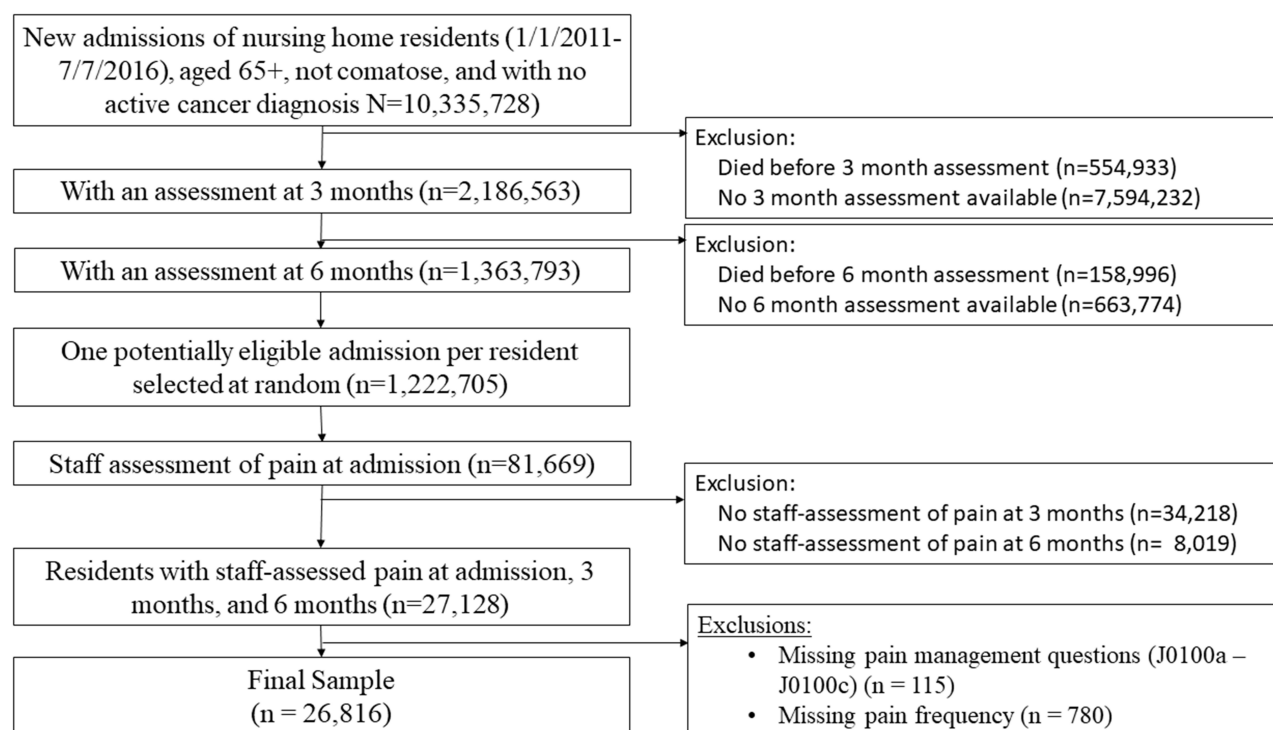 New admissions of nursing home residents (1/1/2011-
7/7/2016), aged 65+, not comatose, and with no
active cancer diagnosis N=10,335,728)
Exclusion:
Died before 3 month assessment (n=554,933)
No 3 month assessment available (n=7,594,232)
With an assessment at 3 months (n=2,186,563)
Exclusion:
Died before 6 month assessment (n=158,996)
No 6 month assessment available (n=663,774)
With an assessment at 6 months (n=1,363,793)
One potentially eligible admission per resident
selected at random (n=1,222,705)
Staff assessment of pain at admission (n=81,669)
Exclusion:
No staff-assessment of pain at 3 months (n=34,218)
No staff-assessment of pain at 6 months (n= 8,019)
Residents with staff-assessed pain at admission, 3
months, and 6 months (n=27,128)
Exclusions:
• Missing pain management questions (J0100a –
J0100c) (n = 115)
• Missing pain frequency (n = 780)
Final Sample
(n = 26,816)